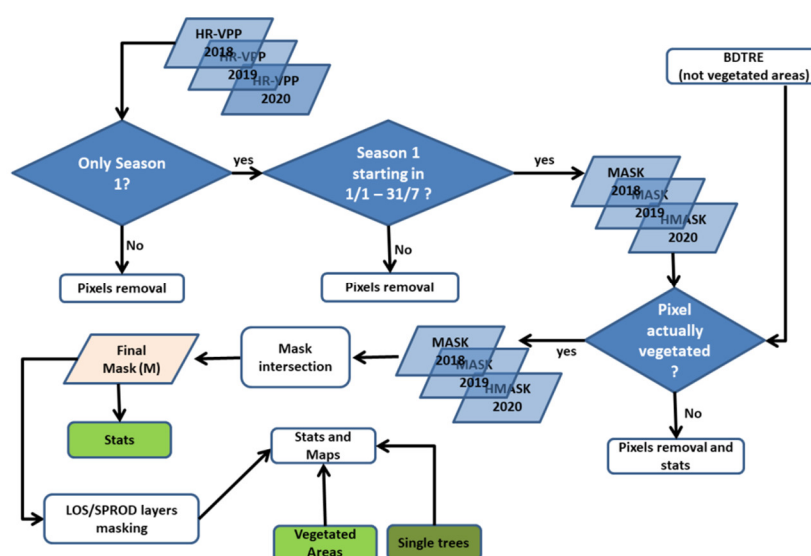 HR-VPP
2018
HR-VPP
2019
HR-VPP
2020
BDTRE
(not vegetated areas)
Only Season
1?
yes
Season 1
starting in
1/1 – 31/7 ?
yes
MASK
2018
MASK
2019
HMASK
2020
No
No
Pixels removal
Pixels removal
Pixel
actually
vegetated
?
yes
MASK
2018
MASK
2019
HMASK
2020
Mask
intersection
Final
Mask (M)
No
Stats
Stats and
Maps
Pixels removal and
stats
LOS/SPROD layers
masking
Vegetated
Areas
Single trees